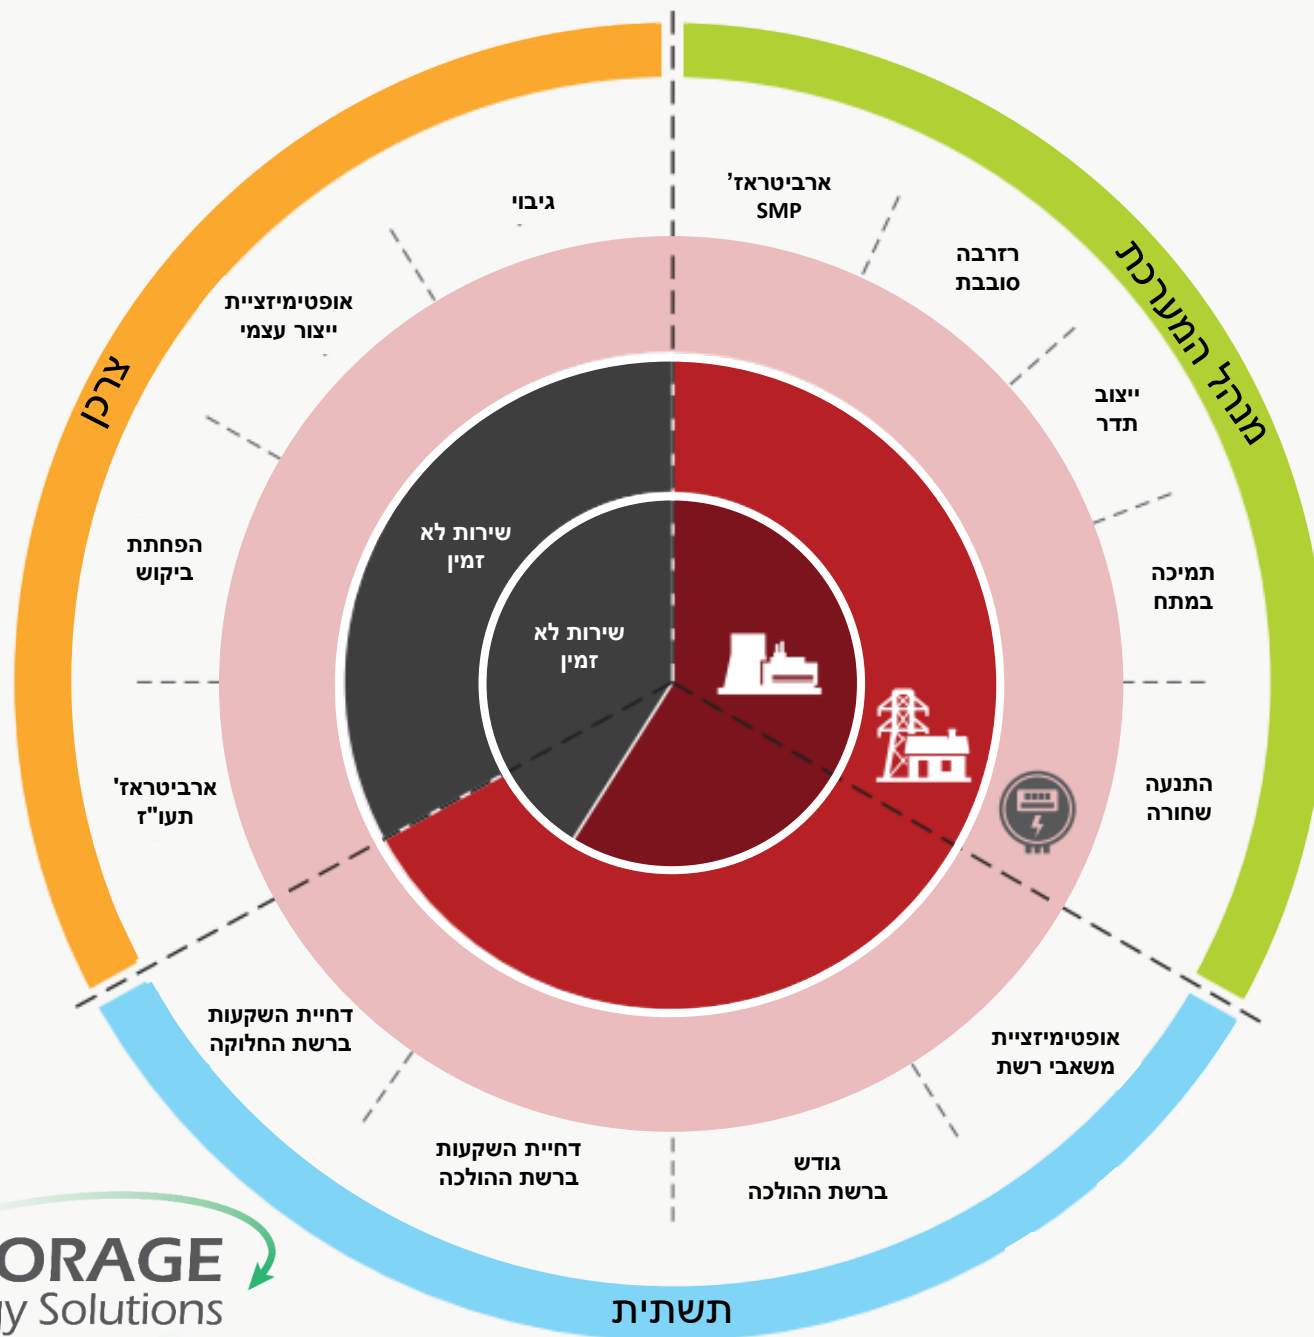 ארביטראז'
SMP
רזרבה
סובבת
ייצוב
תדר
תמיכה
במתח
התנעה
שחורה
מנהל המערכת
אופטימיזציית
משאבי רשת
גודש
ברשת ההולכה
דחיית השקעות
ברשת ההולכה
דחיית השקעות
ברשת החלוקה
תשתית
ארביטראז'
תעו"ז
הפחתת
ביקוש
אופטימיזציית
ייצור עצמי
גיבוי
צרכן
שירות לא
זמין
שירות לא
זמין
ORAGE
gy Solutions